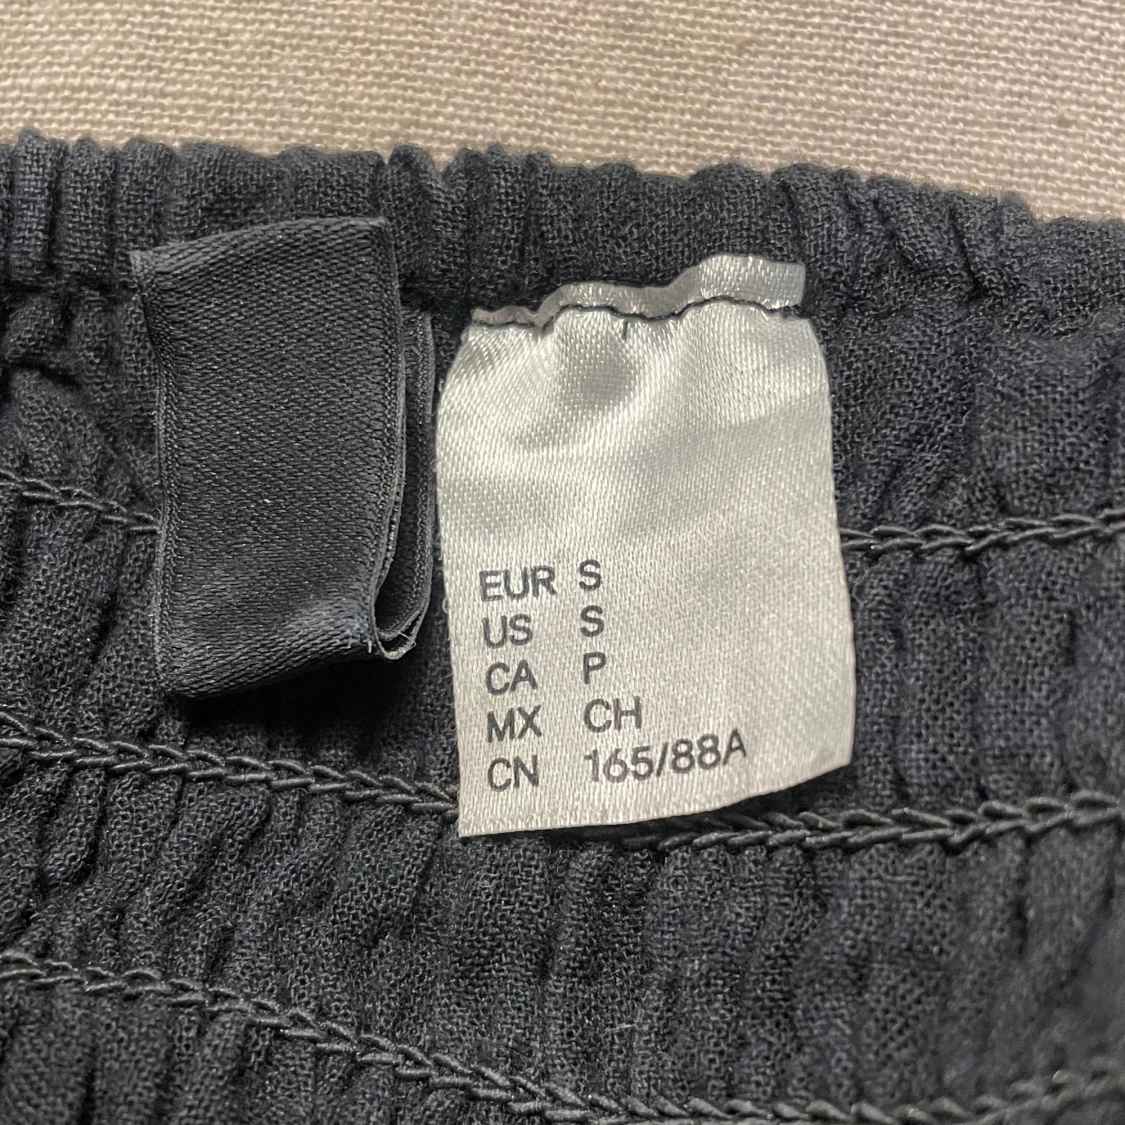 EUR S
US S
CA P
MX CH
CN 165/88A